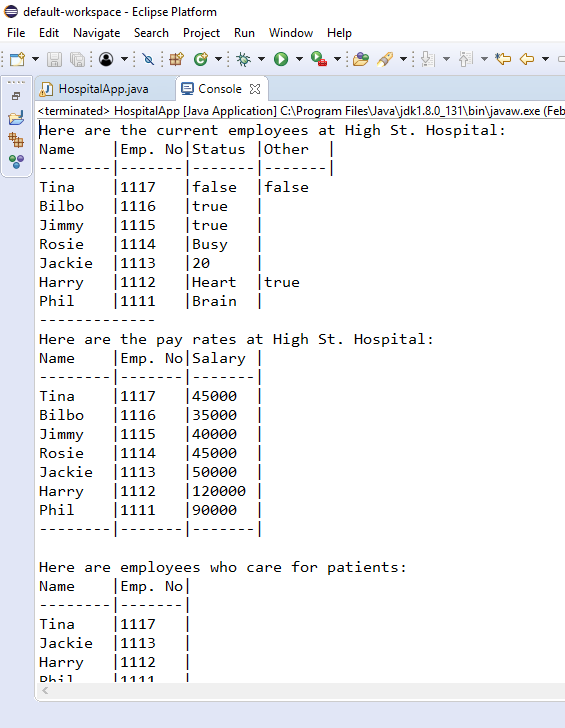 default-workspace - Eclipse Platform
File Edit Navigate Search Project Run Window Help
HospitalApp.java Console
<terminated> HospitalApp [Java Application] C:\Program Files\Java\jdk1.8.0_131\bin\javaw.exe (Feb
Here are the current employees at High St. Hospital:
Name    |Emp. No|Status |Other  |
--------|-------|-------|-------|
Tina    |1117   |false  |false
Bilbo   |1116   |true   |
Jimmy   |1115   |true   |
Rosie   |1114   |Busy   |
Jackie  |1113   |20     |
Harry   |1112   |Heart  |true
Phil    |1111   |Brain  |
-------------
Here are the pay rates at High St. Hospital:
Name    |Emp. No|Salary |
--------|-------|-------|
Tina    |1117   |45000  |
Bilbo   |1116   |35000  |
Jimmy   |1115   |40000  |
Rosie   |1114   |45000  |
Jackie  |1113   |50000  |
Harry   |1112   |120000 |
Phil    |1111   |90000  |
--------|-------|-------|
Here are employees who care for patients:
Name    |Emp. No|
--------|-------|
Tina    |1117   |
Jackie  |1113   |
Harry   |1112   |
Phil    |1111   |